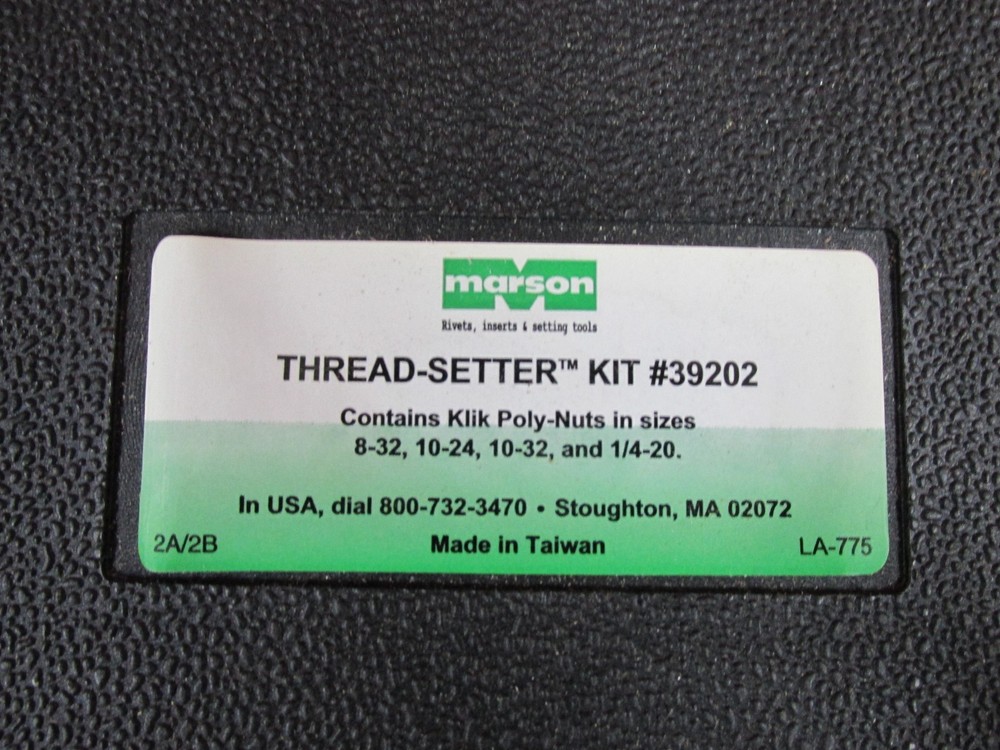 marson
Rivets, inserts & setting tools
THREAD-SETTER™ KIT #39202
Contains Klik Poly-Nuts in sizes
8-32, 10-24, 10-32, and 1/4-20.
In USA, dial 800-732-3470 • Stoughton, MA 02072
2A/2B Made in Taiwan LA-775